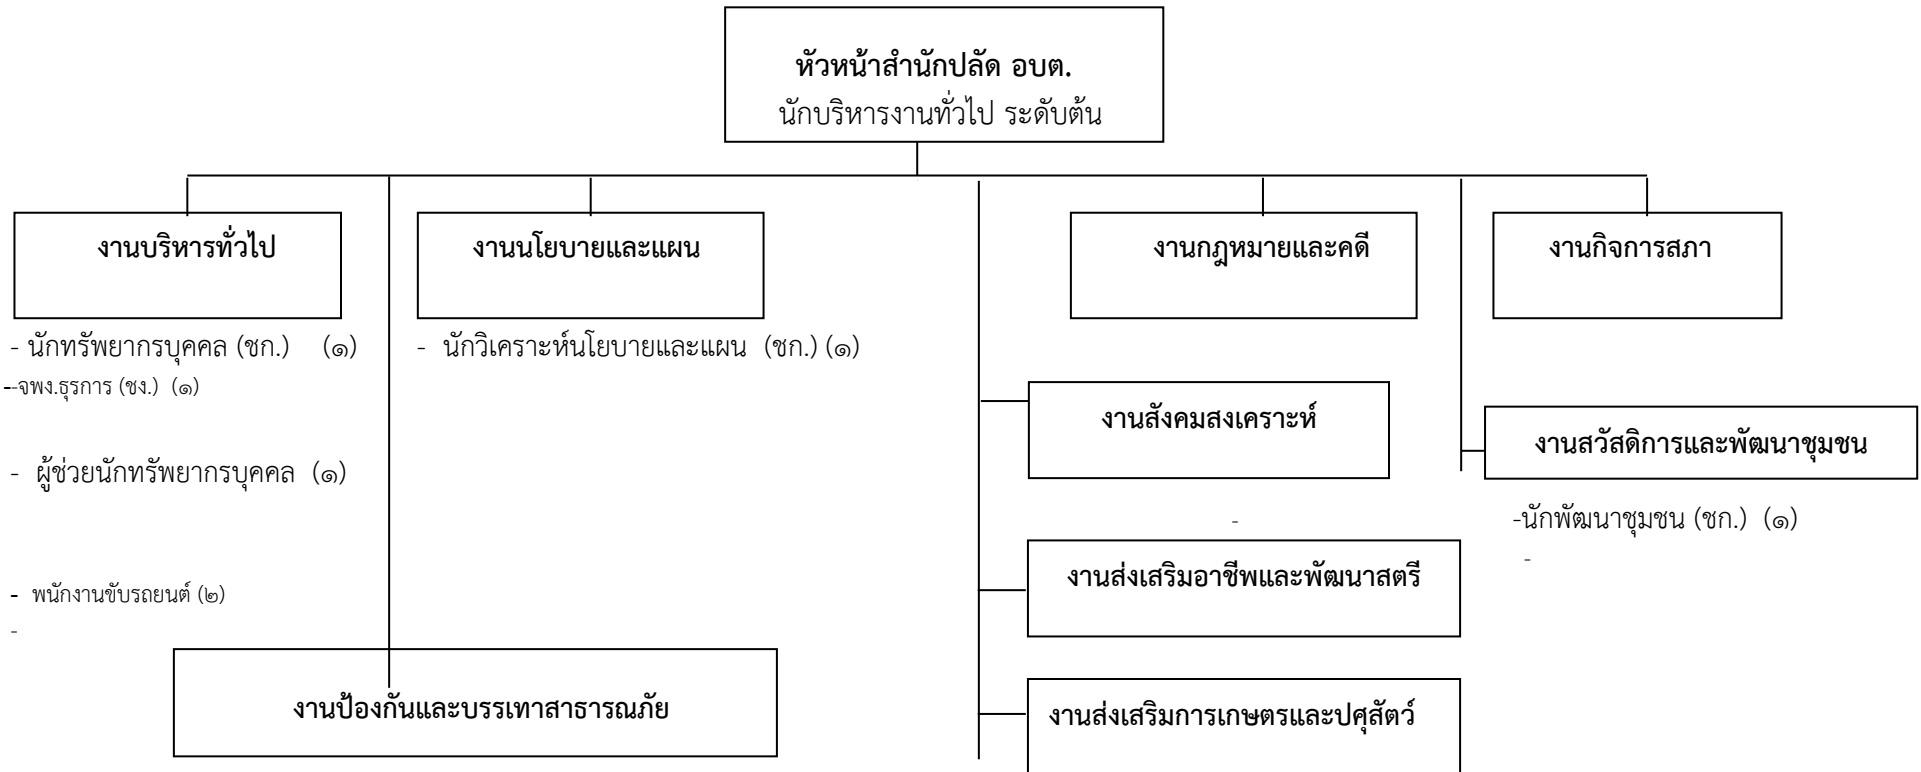 หัวหน้าสำนักปลัด อบต.
นักบริหารงานทั่วไป ระดับต้น
งานบริหารทั่วไป
งานนโยบายและแผน
งานกฎหมายและคดี
งานกิจการสภา
- นักทรัพยากรบุคคล (ชก.) (๑)
- นักวิเคราะห์นโยบายและแผน (ชก.) (๑)
--จพง.ธุรการ (ชง.) (๑)
งานสังคมสงเคราะห์
งานสวัสดิการและพัฒนาชุมชน
- ผู้ช่วยนักทรัพยากรบุคคล (๑)
-
-นักพัฒนาชุมชน (ชก.) (๑)
-
งานส่งเสริมอาชีพและพัฒนาสตรี
- พนักงานขับรถยนต์ (๒)
-
งานป้องกันและบรรเทาสาธารณภัย
งานส่งเสริมการเกษตรและปศุสัตว์